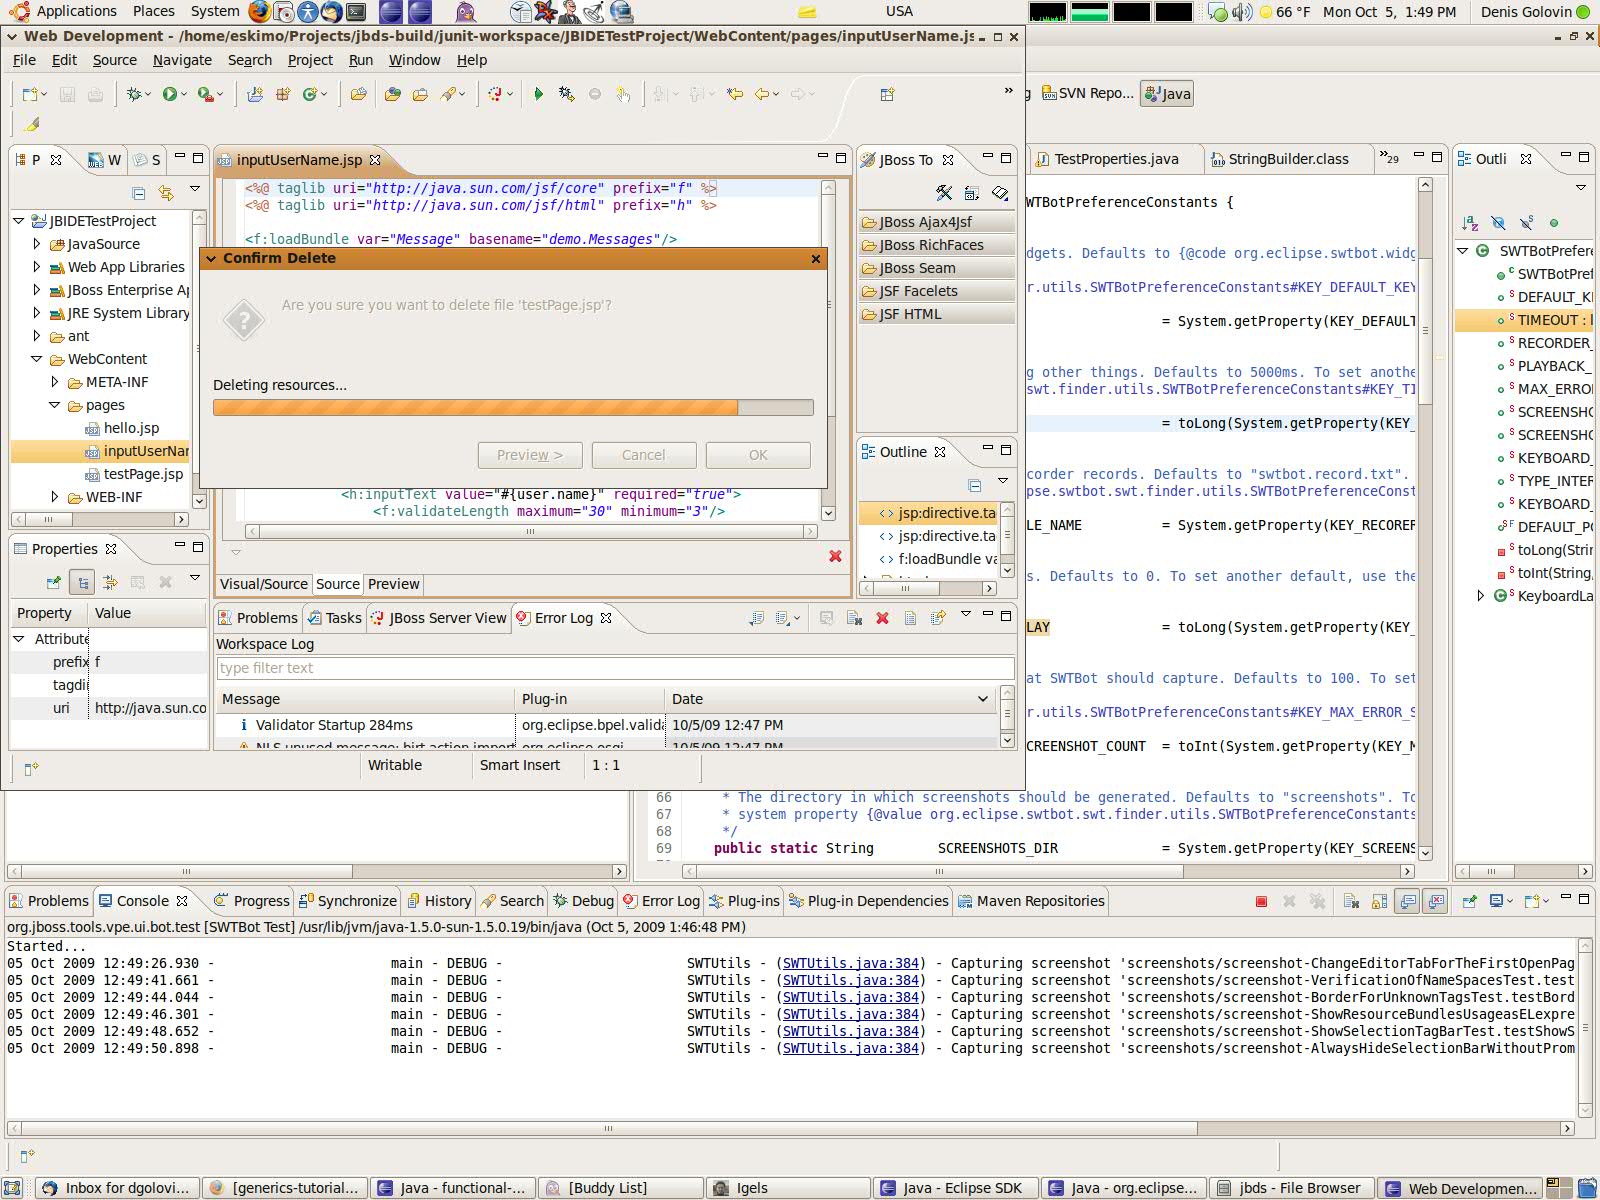 Applications Places System USA 66 °F Mon Oct 5, 1:49 PM Denis Golovin
Web Development - /home/eskimo/Projects/jbds-build/junit-workspace/JBIDETestProject/WebContent/pages/inputUserName.js
File Edit Source Navigate Search Project Run Window Help
SVN Repo... Java
P W S
inputUserName.jsp
JBoss To
TestProperties.java
StringBuilder.class
»29
Outli
JBIDETestProject
JavaSource
Web App Libraries
JBoss Enterprise Ap
JRE System Library
ant
WebContent
META-INF
pages
hello.jsp
inputUserNar
testPage.jsp
WEB-INF
<%@ taglib uri="http://java.sun.com/jsf/core" prefix="f" %>
<%@ taglib uri="http://java.sun.com/jsf/html" prefix="h" %>
<f:loadBundle var="Message" basename="demo.Messages"/>
Confirm Delete
Are you sure you want to delete file 'testPage.jsp'?
Deleting resources...
Preview > Cancel OK
<h:inputText value="#{user.name}" required="true">
<f:validateLength maximum="30" minimum="3"/>
Visual/Source Source Preview
JBoss Ajax4Jsf
JBoss RichFaces
JBoss Seam
JSF Facelets
JSF HTML
Outline
jsp:directive.ta
jsp:directive.ta
f:loadBundle va
Properties
Property Value
Attribute
prefix f
tagdi
uri http://java.sun.co
Problems Tasks JBoss Server View Error Log
Workspace Log
type filter text
Message Plug-in Date
Validator Startup 284ms org.eclipse.bpel.valida 10/5/09 12:47 PM
NLS unused message: birt action import org.eclipse.osgi 10/5/09 12:47 PM
Writable Smart Insert 1 : 1
WTBotPreferenceConstants {
dgets. Defaults to {@code org.eclipse.swtbot.widg
r.utils.SWTBotPreferenceConstants#KEY_DEFAULT_KEY
= System.getProperty(KEY_DEFAULT
g other things. Defaults to 5000ms. To set anothe
swt.finder.utils.SWTBotPreferenceConstants#KEY_TI
= toLong(System.getProperty(KEY_
corder records. Defaults to "swtbot.record.txt".
pse.swtbot.swt.finder.utils.SWTBotPreferenceConst
LE_NAME = System.getProperty(KEY_RECORER
s. Defaults to 0. To set another default, use the
LAY = toLong(System.getProperty(KEY_
at SWTBot should capture. Defaults to 100. To set
r.utils.SWTBotPreferenceConstants#KEY_MAX_ERROR_S
CREENSHOT_COUNT = toInt(System.getProperty(KEY_M
66 * The directory in which screenshots should be generated. Defaults to "screenshots". To
67 * system property {@value org.eclipse.swtbot.swt.finder.utils.SWTBotPreferenceConstants
68 */
69 public static String SCREENSHOTS_DIR = System.getProperty(KEY_SCREENS
SWTBotPrefere
SWTBotPref
DEFAULT_KI
TIMEOUT : l
RECORDER_
PLAYBACK_
MAX_ERRO
SCREENSHO
SCREENSHO
KEYBOARD_
TYPE_INTER
KEYBOARD_
DEFAULT_PO
toLong(Strin
toInt(String,
KeyboardLa
Problems Console Progress Synchronize History Search Debug Error Log Plug-ins Plug-in Dependencies Maven Repositories
org.jboss.tools.vpe.ui.bot.test [SWTBot Test] /usr/lib/jvm/java-1.5.0-sun-1.5.0.19/bin/java (Oct 5, 2009 1:46:48 PM)
Started...
05 Oct 2009 12:49:26.930 - main - DEBUG - SWTUtils - (SWTUtils.java:384) - Capturing screenshot 'screenshots/screenshot-ChangeEditorTabForTheFirstOpenPag
05 Oct 2009 12:49:41.661 - main - DEBUG - SWTUtils - (SWTUtils.java:384) - Capturing screenshot 'screenshots/screenshot-VerificationOfNameSpacesTest.test
05 Oct 2009 12:49:44.044 - main - DEBUG - SWTUtils - (SWTUtils.java:384) - Capturing screenshot 'screenshots/screenshot-BorderForUnknownTagsTest.testBord
05 Oct 2009 12:49:46.301 - main - DEBUG - SWTUtils - (SWTUtils.java:384) - Capturing screenshot 'screenshots/screenshot-ShowResourceBundlesUsageasELexpre
05 Oct 2009 12:49:48.652 - main - DEBUG - SWTUtils - (SWTUtils.java:384) - Capturing screenshot 'screenshots/screenshot-ShowSelectionTagBarTest.testShowS
05 Oct 2009 12:49:50.898 - main - DEBUG - SWTUtils - (SWTUtils.java:384) - Capturing screenshot 'screenshots/screenshot-AlwaysHideSelectionBarWithoutProm
Inbox for dgolovi... [generics-tutorial... Java - functional-... [Buddy List] Igels Java - Eclipse SDK Java - org.eclipse... jbds - File Browser Web Developmen...